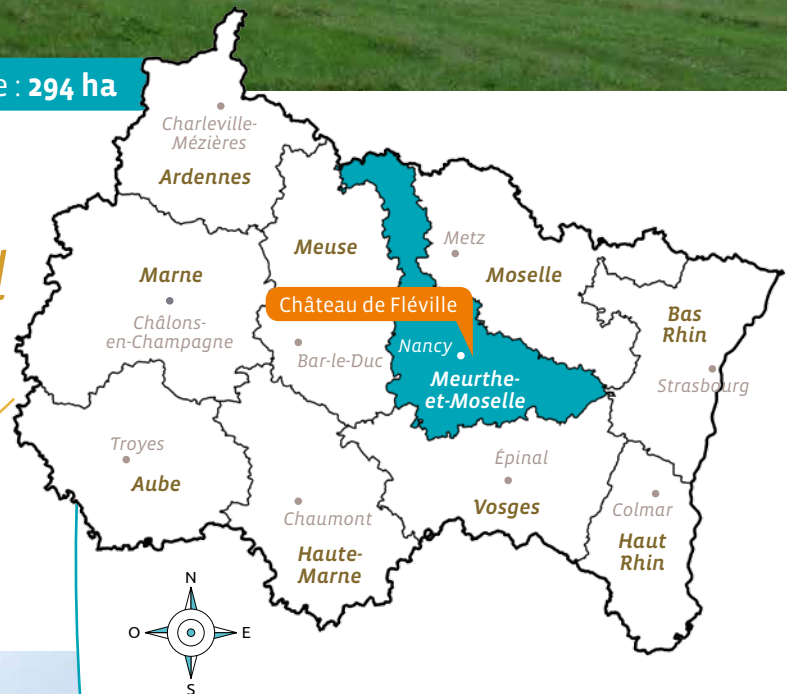 e : 294 ha
Charleville-
Mézières
Ardennes
Meuse
Metz
Moselle
Marne
Châlons-
en-Champagne
Château de Fléville
Bas
Rhin
Bar-le-Duc
Nancy
Meurthe-
et-Moselle
Strasbourg
Troyes
Aube
Épinal
Vosges
Chaumont
Haute-
Marne
Colmar
Haut
Rhin
N
O
E
S